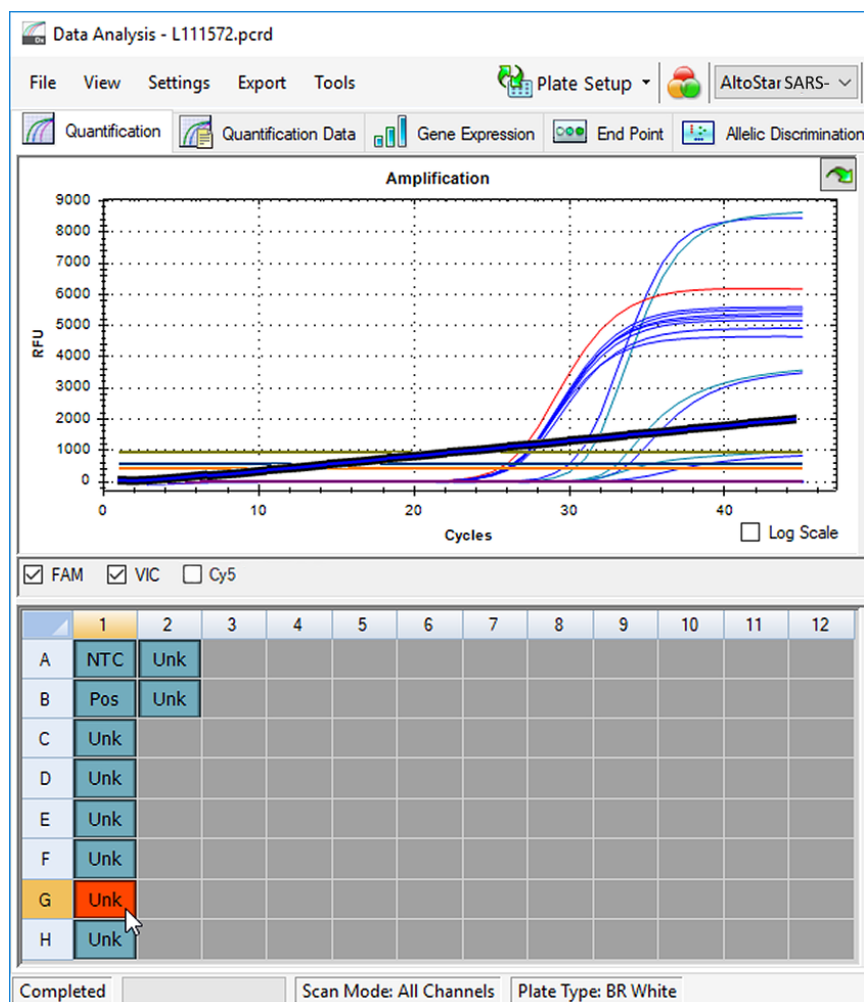 Data Analysis - L111572.pcrd
File View Settings Export Tools Plate Setup AltoStar SARS-
Quantification Quantification Data Gene Expression End Point Allelic Discrimination
Amplification
9000
8000
7000
6000
5000
4000
3000
2000
1000
0
RFU
0 10 20 30 40
Cycles
Log Scale
FAM VIC Cy5
1 2 3 4 5 6 7 8 9 10 11 12
A NTC Unk
B Pos Unk
C Unk
D Unk
E Unk
F Unk
G Unk
H Unk
Completed Scan Mode: All Channels Plate Type: BR White